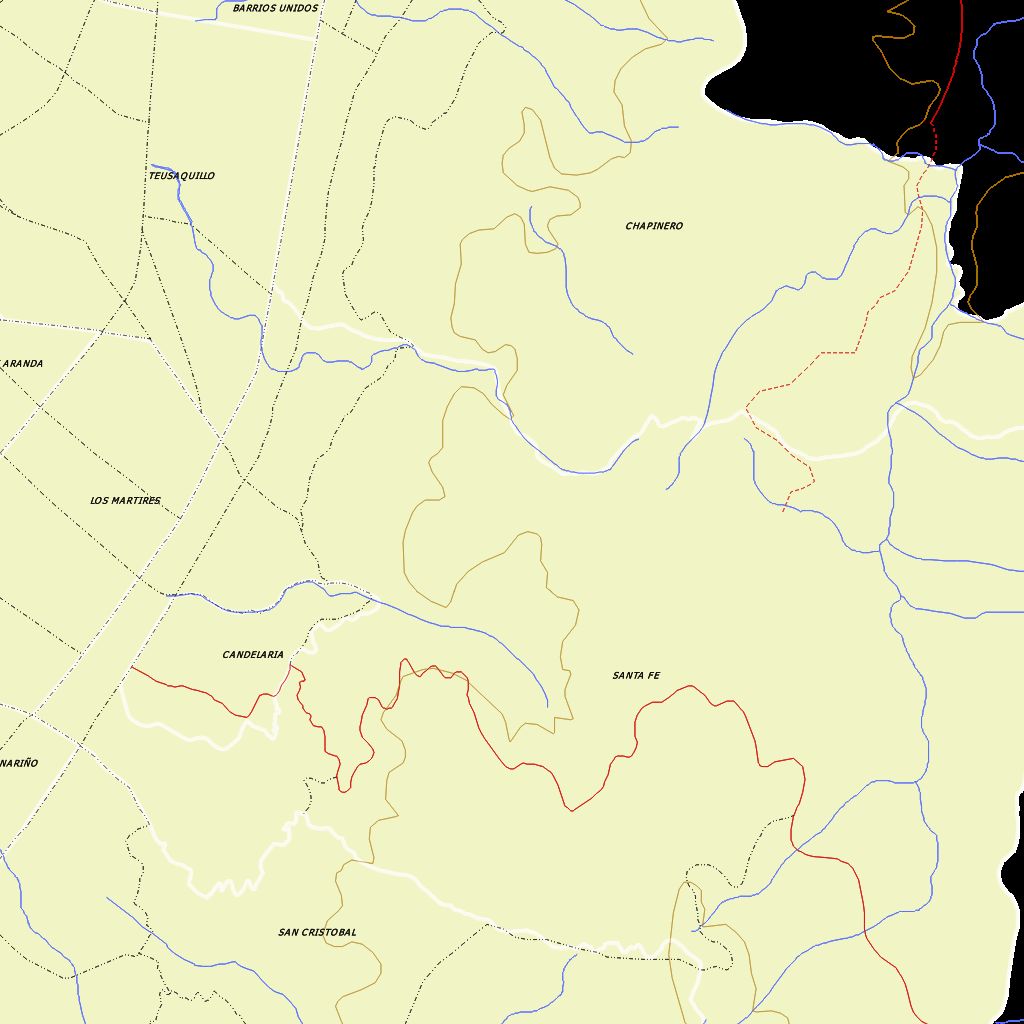 BARRIOS UNIDOS
TEUSAQUILLO
CHAPINERO
ARANDA
LOS MARTIRES
CANDELARIA
SANTA FE
NARIÑO
SAN CRISTOBAL